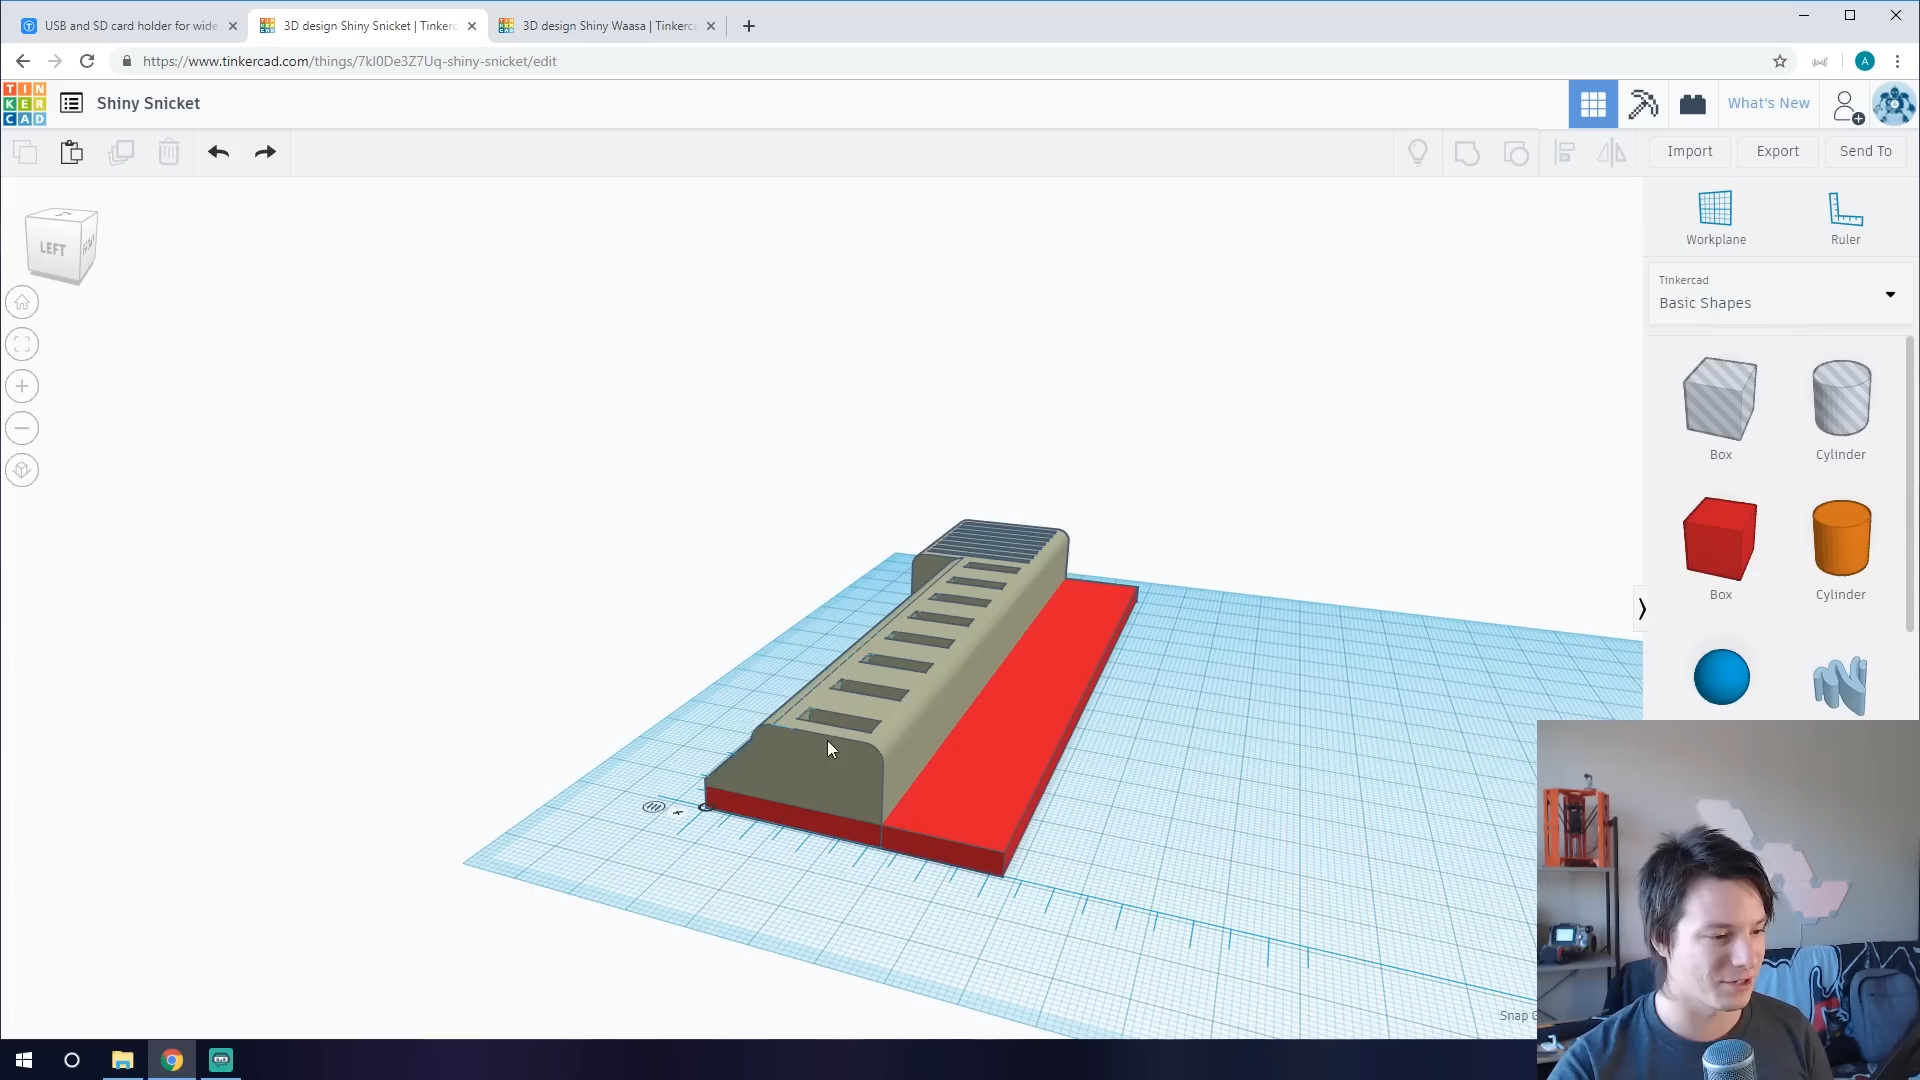 USB and SD card holder for wide
3D design Shiny Snicket | Tinkerc
3D design Shiny Waasa | Tinkerca
https://www.tinkercad.com/things/7kl0De3Z7Uq-shiny-snicket/edit
A
TIN
KER
CAD
Shiny Snicket
What's New
Import
Export
Send To
LEFT
Workplane
Ruler
Tinkercad
Basic Shapes
Box
Cylinder
Box
Cylinder
Snap G